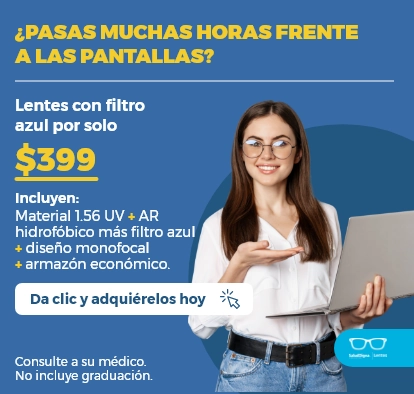 ¿PASAS MUCHAS HORAS FRENTE
A LAS PANTALLAS?
Lentes con filtro
azul por solo
$399
Incluyen:
Material 1.56 UV + AR
hidrofóbico más filtro azul
+ diseño monofocal
+ armazón económico.
Da clic y adquiérelos hoy
Consulte a su médico.
No incluye graduación.